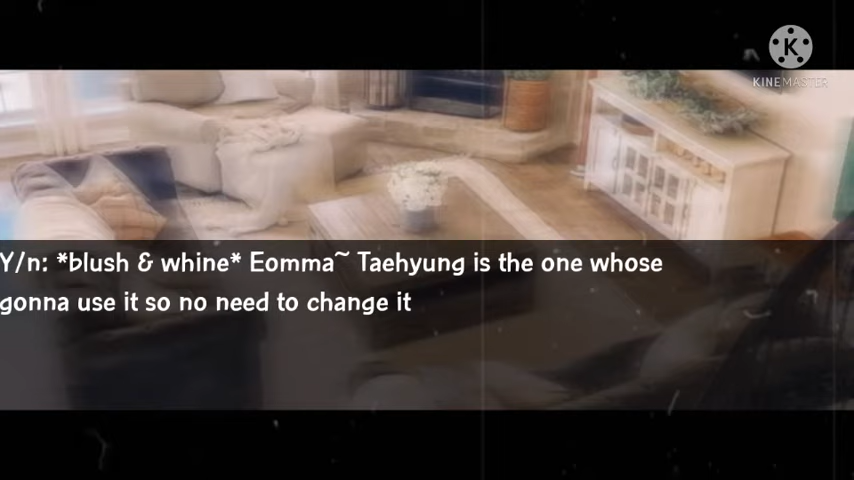 K
KINEMASTER
Y/n: *blush & whine* Eomma~ Taehyung is the one whose
gonna use it so no need to change it